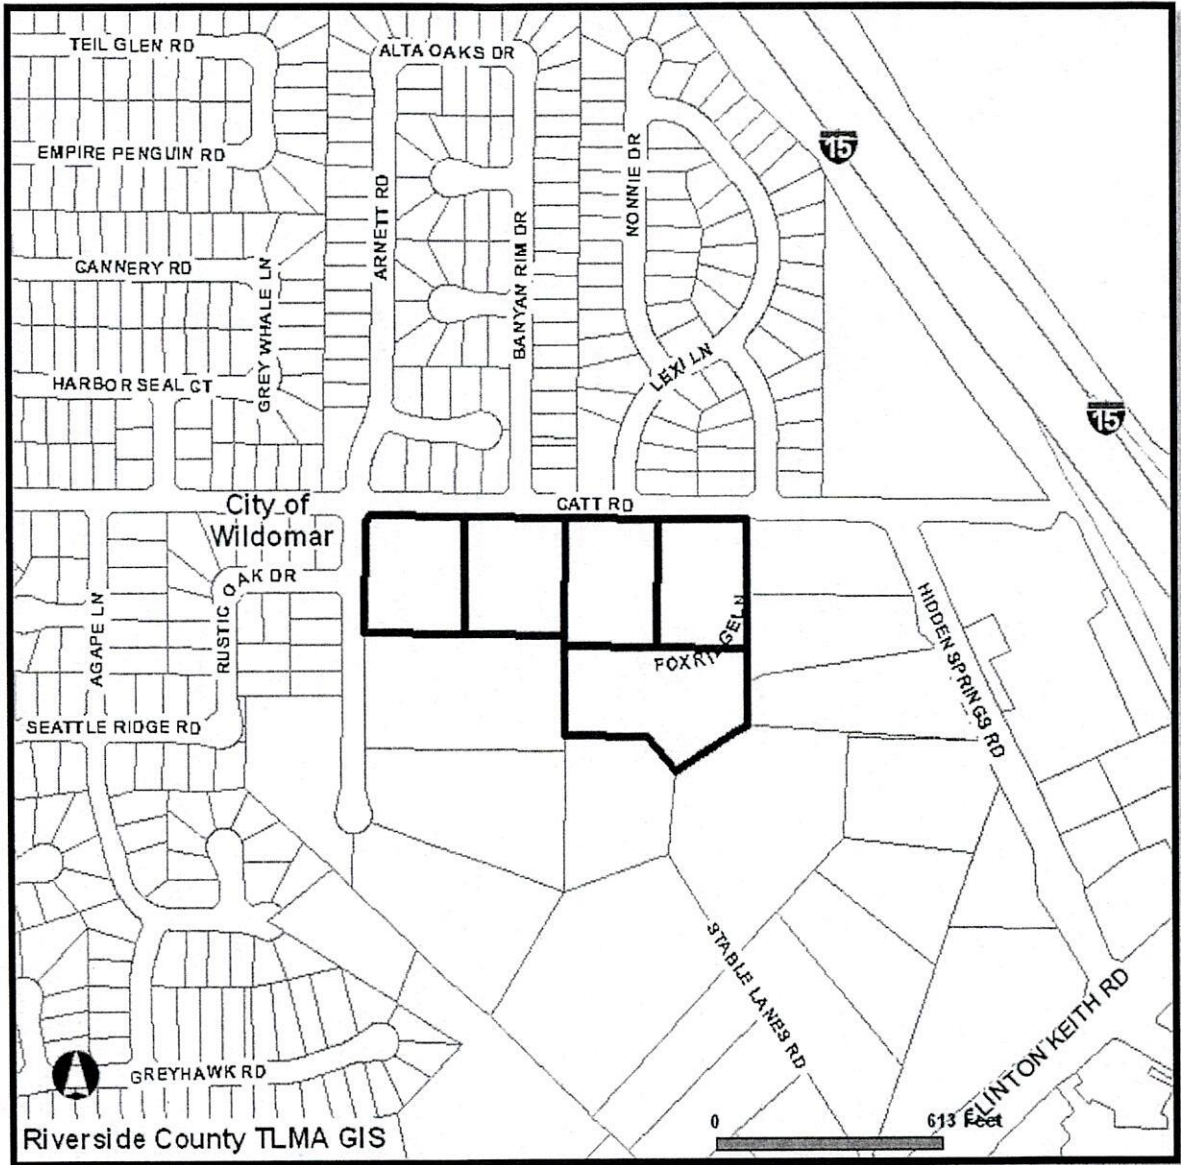 TEIL GLEN RD
ALTA OAKS DR
EMPIRE PENGUIN RD
15
NONNIE DR
ARNETT RD
BANYAN RIM DR
CANNERY RD
GREY WHALE LN
LEXI LN
HARBOR SEAL CT
15
CATT RD
City of
Wildomar
RUSTIC OAK DR
AGAPE LN
FOXRIDGE LN
HIDDEN SPRINGS RD
SEATTLE RIDGE RD
STABLE LANES RD
CLINTON KEITH RD
GREYHAWK RD
Riverside County TLMA GIS
0
613 Feet